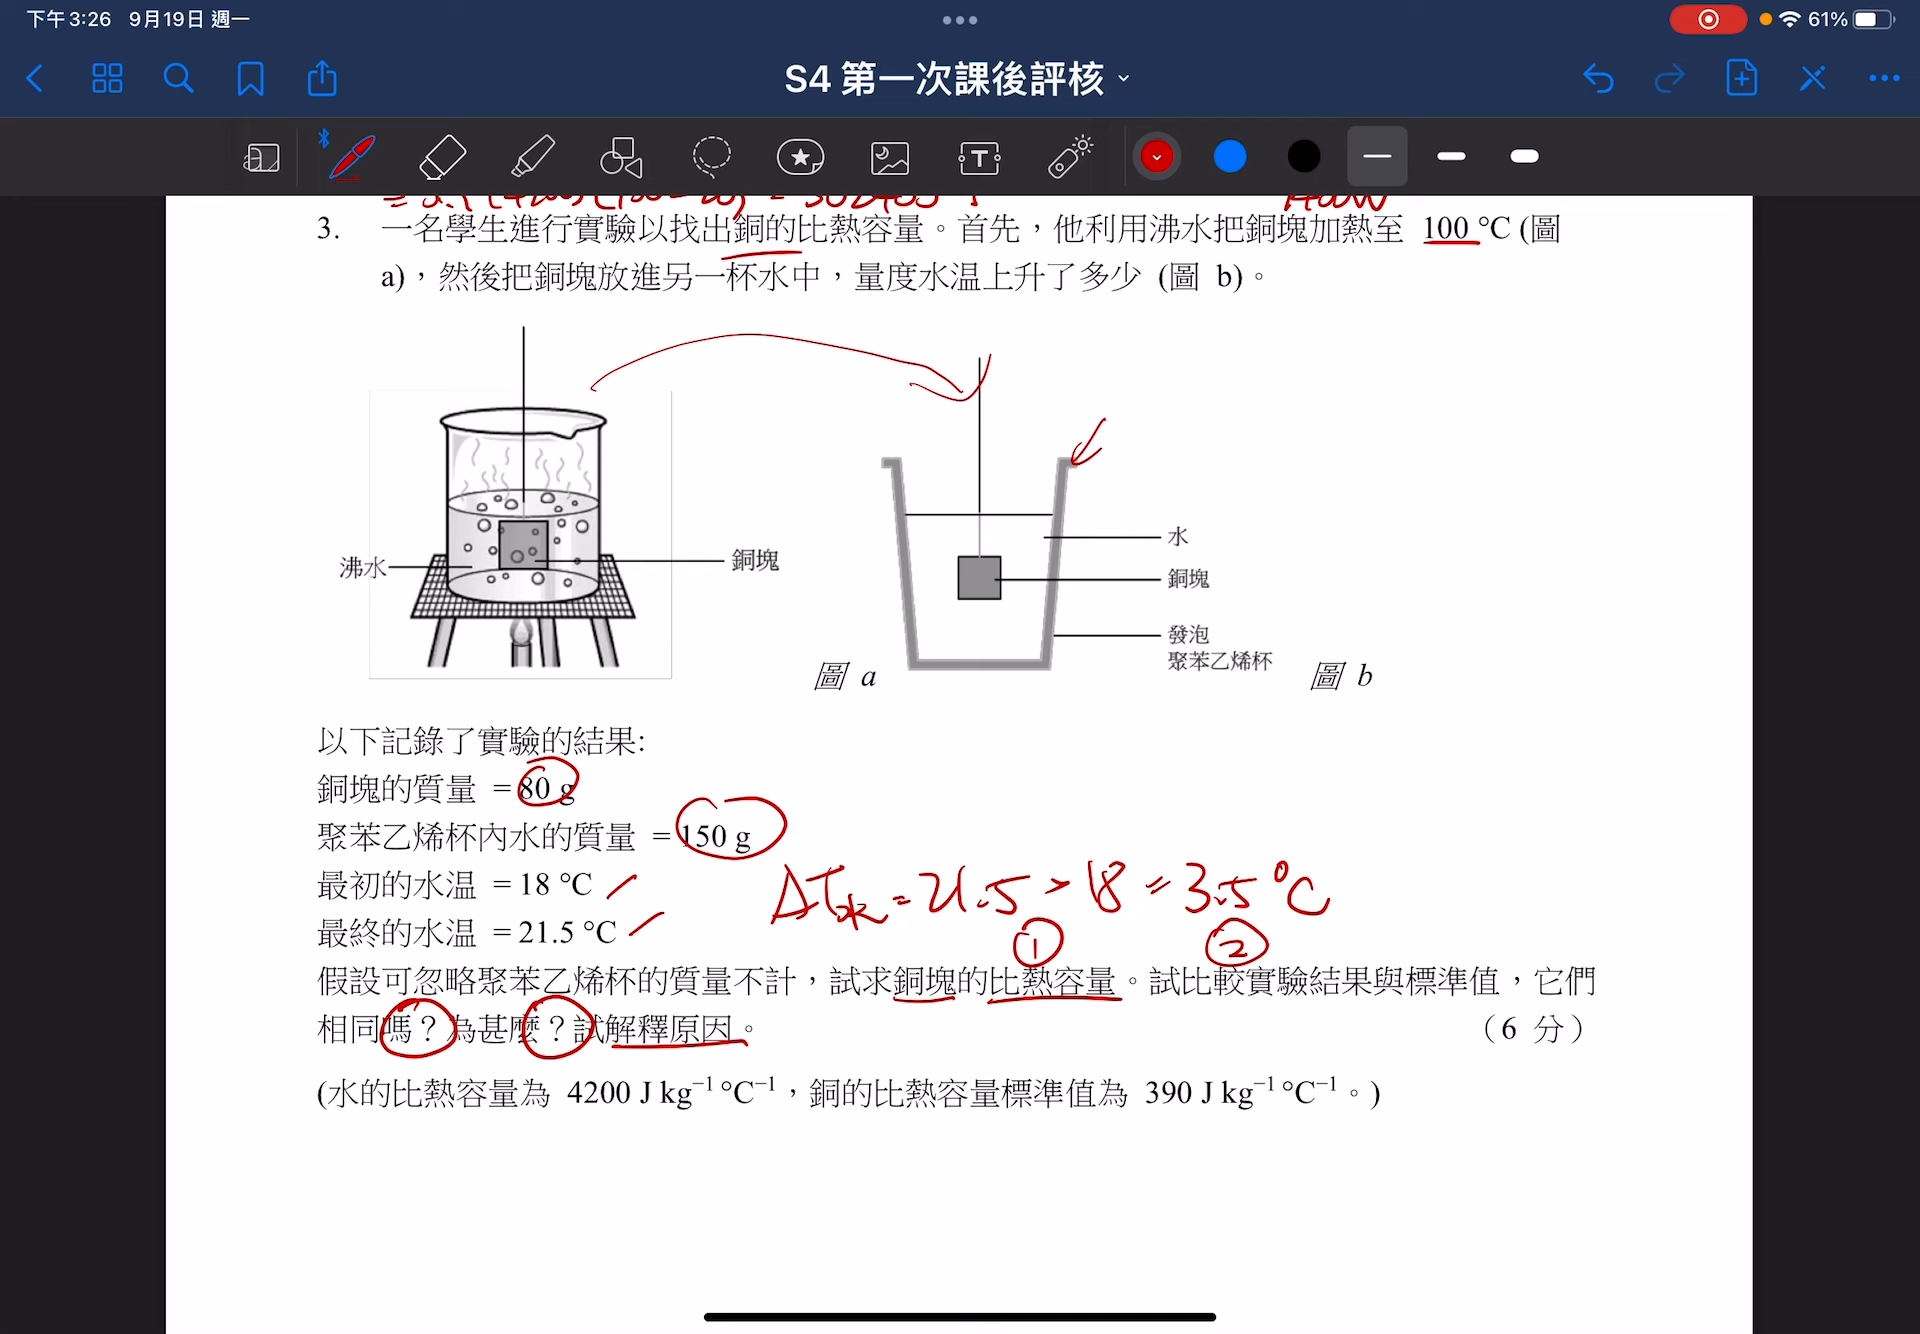 下午3:26 9月19日 週一
61%
S4 第一次課後評核
3. 一名學生進行實驗以找出銅的比熱容量。首先，他利用沸水把銅塊加熱至 100 °C (圖
a)，然後把銅塊放進另一杯水中，量度水温上升了多少 (圖 b)。
沸水
銅塊
圖 a
水
銅塊
發泡
聚苯乙烯杯
圖 b
以下記錄了實驗的結果:
銅塊的質量 = 80 g
聚苯乙烯杯內水的質量 = 150 g
最初的水温 = 18 °C
ΔT水 = 21.5 - 18 = 3.5 °C
最終的水温 = 21.5 °C
① ②
假設可忽略聚苯乙烯杯的質量不計，試求銅塊的比熱容量。試比較實驗結果與標準值，它們
相同嗎？為甚麼？試解釋原因。 （6 分）
(水的比熱容量為 4200 J kg⁻¹ °C⁻¹，銅的比熱容量標準值為 390 J kg⁻¹ °C⁻¹。)